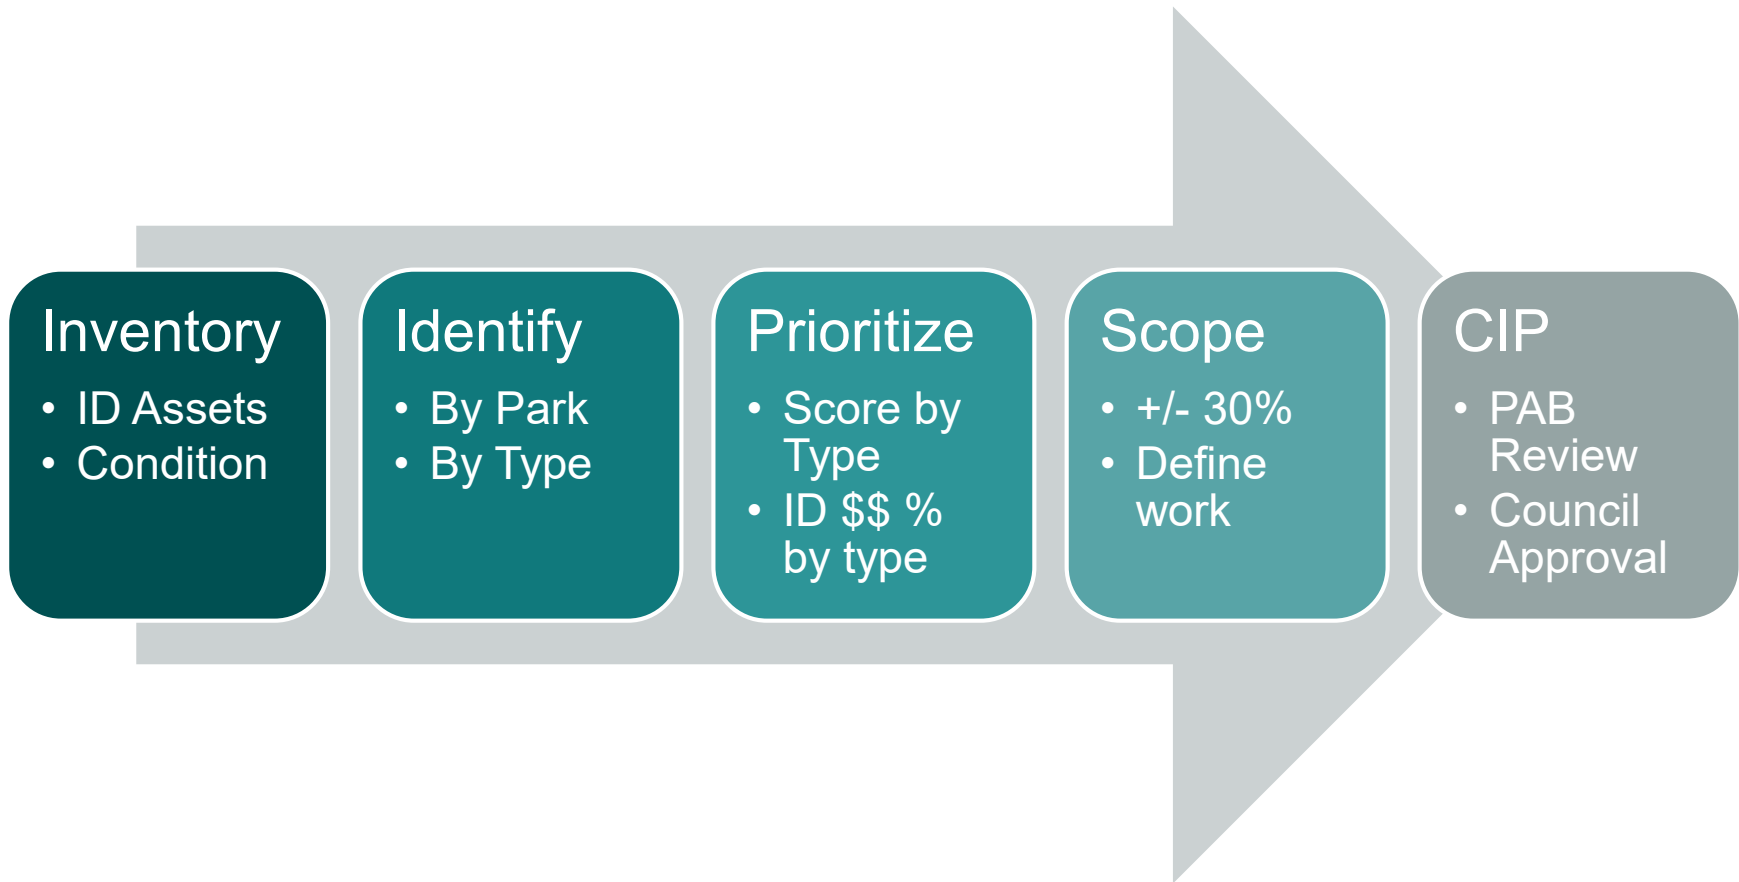 Inventory
• ID Assets
• Condition
Identify
• By Park
• By Type
Prioritize
• Score by
Type
• ID $$ %
by type
Scope
• +/- 30%
• Define
work
CIP
• PAB
Review
• Council
Approval